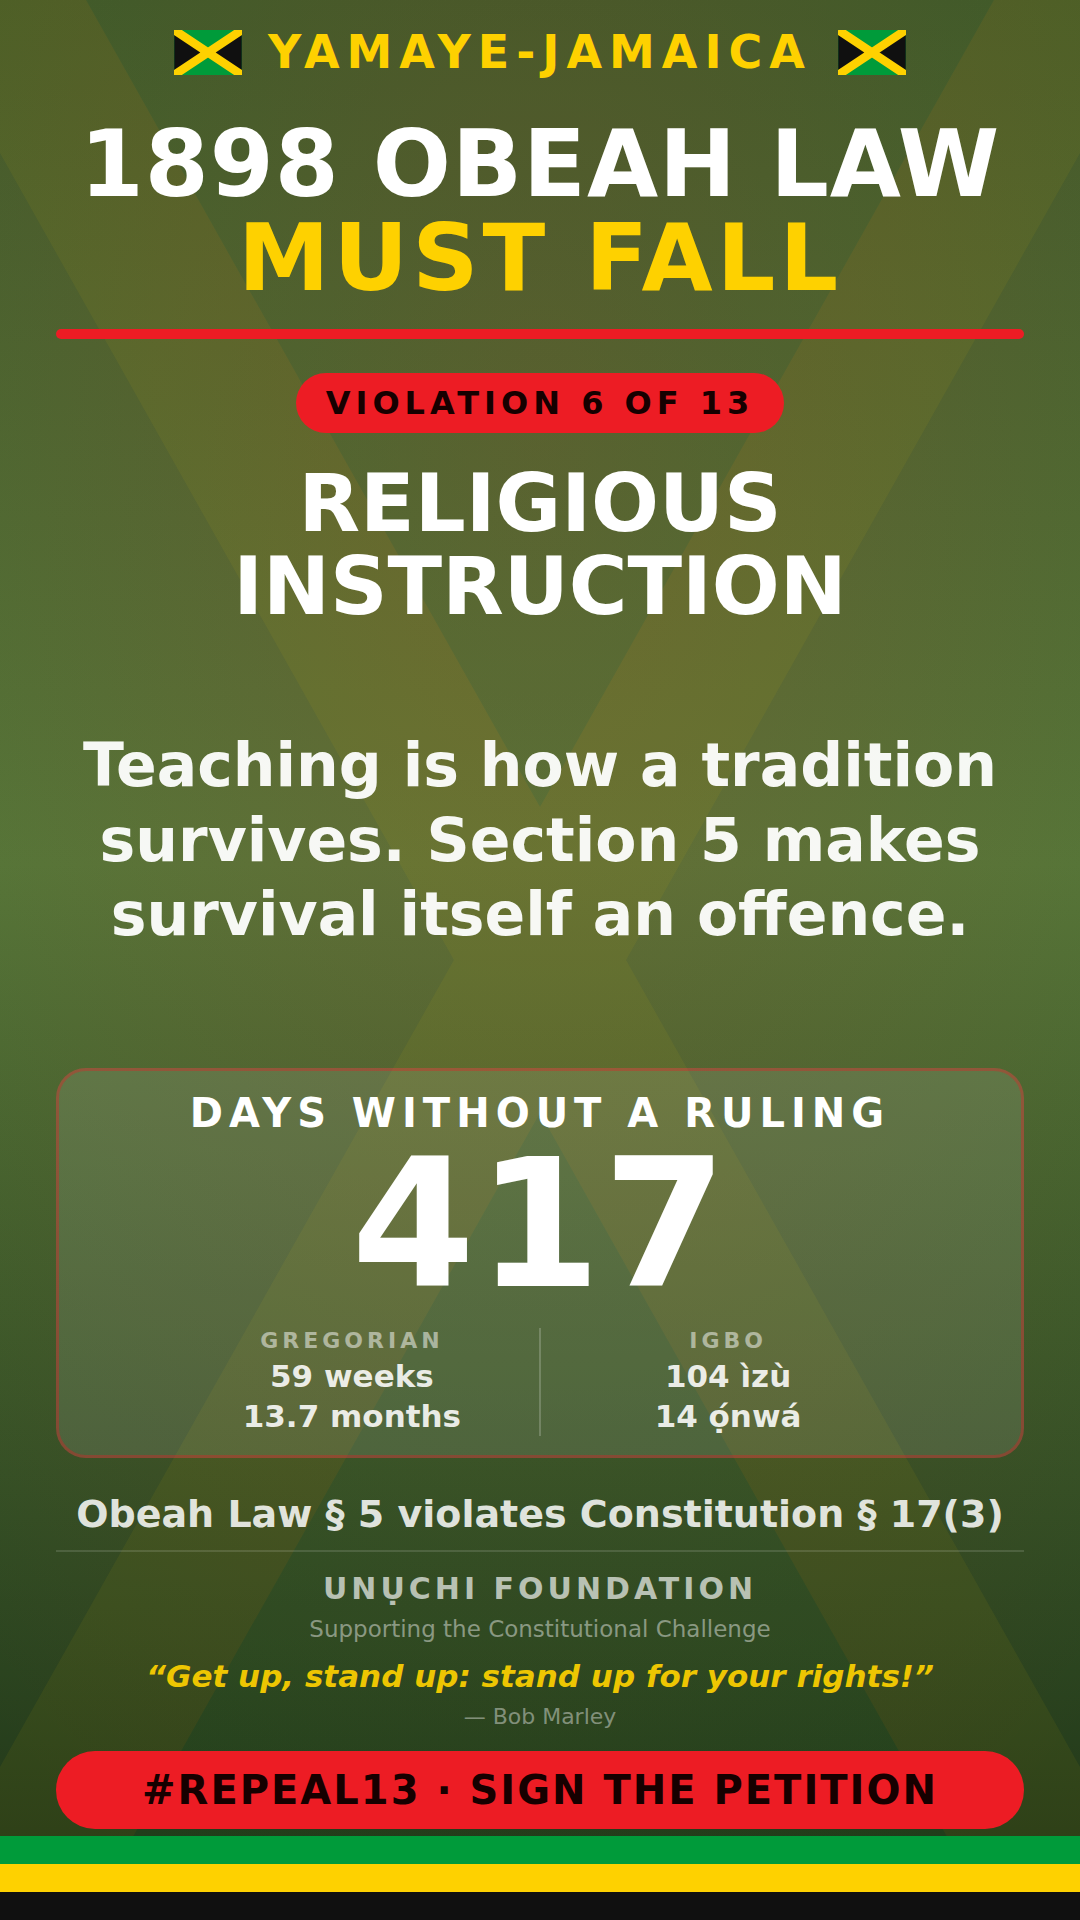 YAMAYE-JAMAICA
1898 OBEAH LAW
MUST FALL
VIOLATION 6 OF 13
RELIGIOUS
INSTRUCTION
Teaching is how a tradition
survives. Section 5 makes
survival itself an offence.
DAYS WITHOUT A RULING
417
GREGORIAN
59 weeks
13.7 months
IGBO
104 ìzù
14 ọ́nwá
Obeah Law § 5 violates Constitution § 17(3)
UNỤCHI FOUNDATION
Supporting the Constitutional Challenge
“Get up, stand up: stand up for your rights!”
— Bob Marley
#REPEAL13 · SIGN THE PETITION